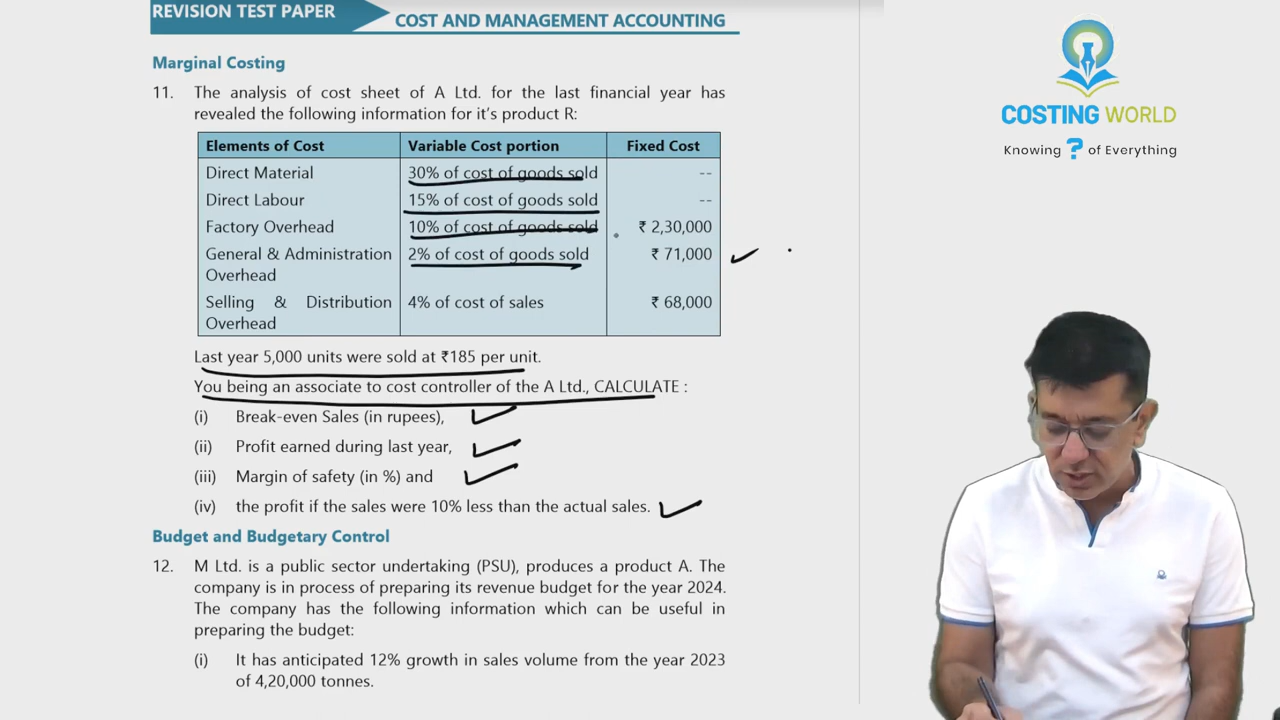 REVISION TEST PAPER
COST AND MANAGEMENT ACCOUNTING
Marginal Costing
11. The analysis of cost sheet of A Ltd. for the last financial year has
revealed the following information for it's product R:
Elements of Cost Variable Cost portion Fixed Cost
Direct Material 30% of cost of goods sold --
Direct Labour 15% of cost of goods sold --
Factory Overhead 10% of cost of goods sold ₹ 2,30,000
General & Administration 2% of cost of goods sold ₹ 71,000
Overhead
Selling & Distribution 4% of cost of sales ₹ 68,000
Overhead
Last year 5,000 units were sold at ₹185 per unit.
You being an associate to cost controller of the A Ltd., CALCULATE :
(i) Break-even Sales (in rupees),
(ii) Profit earned during last year,
(iii) Margin of safety (in %) and
(iv) the profit if the sales were 10% less than the actual sales.
Budget and Budgetary Control
12. M Ltd. is a public sector undertaking (PSU), produces a product A. The
company is in process of preparing its revenue budget for the year 2024.
The company has the following information which can be useful in
preparing the budget:
(i) It has anticipated 12% growth in sales volume from the year 2023
of 4,20,000 tonnes.
COSTING WORLD
Knowing ? of Everything